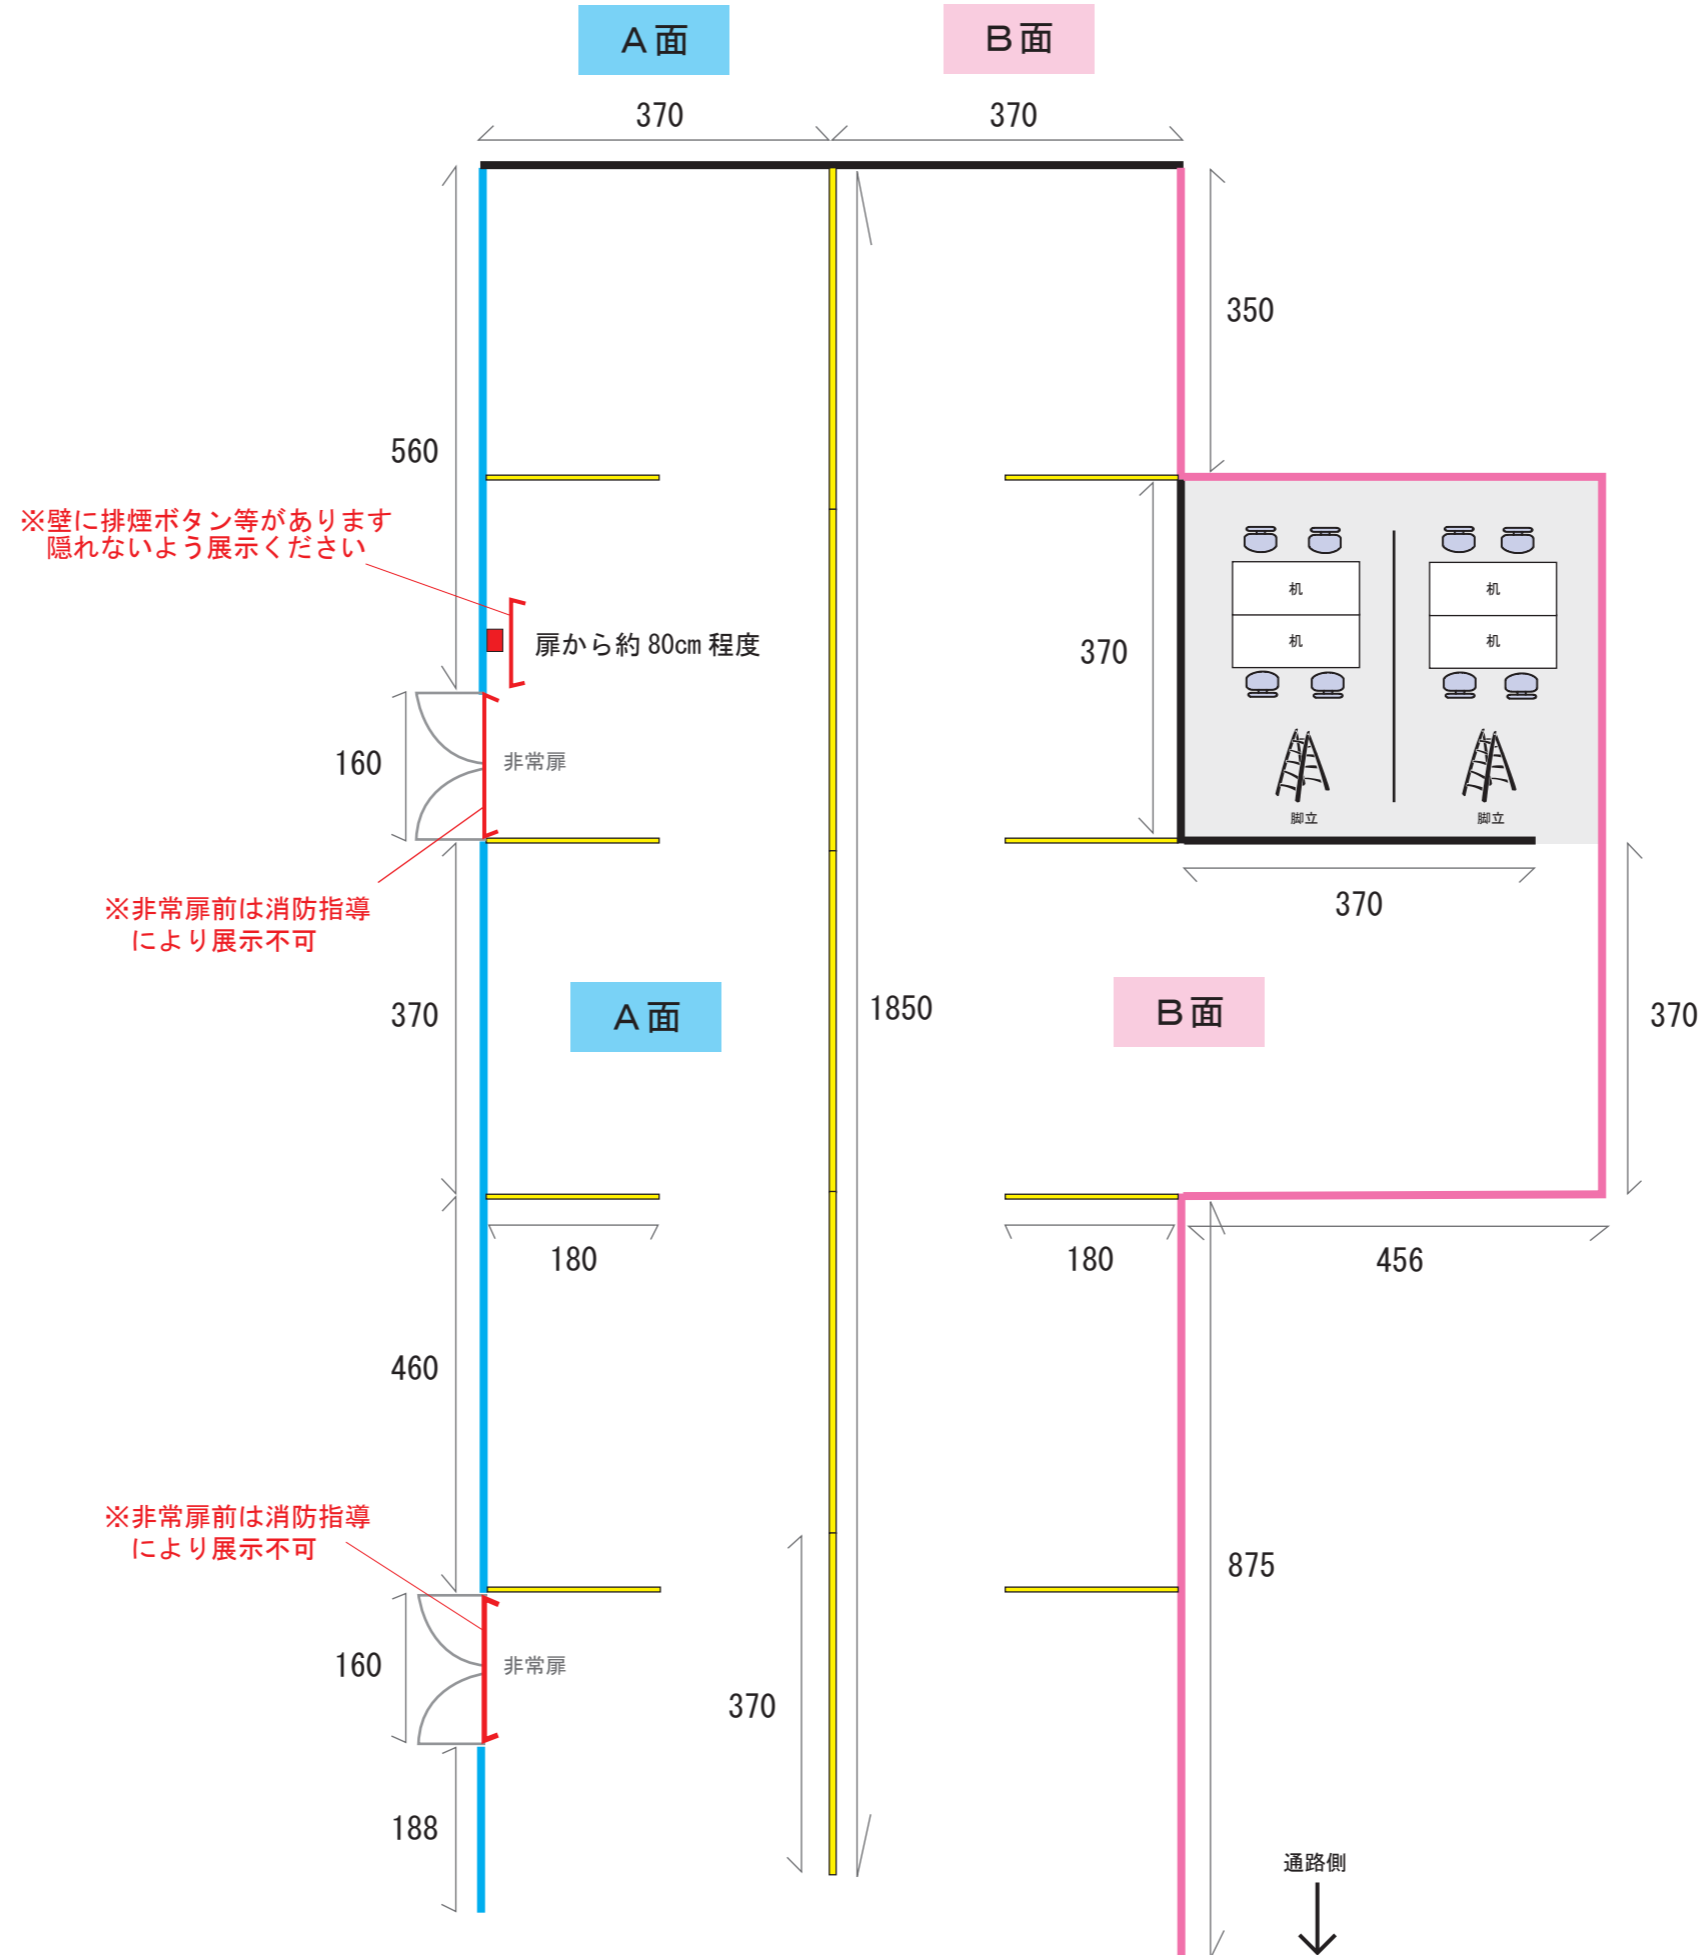 A面
B面
370
370
350
560
※壁に排煙ボタン等があります
隠れないよう展示ください
扉から約80cm程度
机
机
机
机
370
160
非常扉
脚立
脚立
370
※非常扉前は消防指導
により展示不可
A面
B面
370
1850
370
180
180
456
460
※非常扉前は消防指導
により展示不可
875
160
非常扉
370
188
通路側